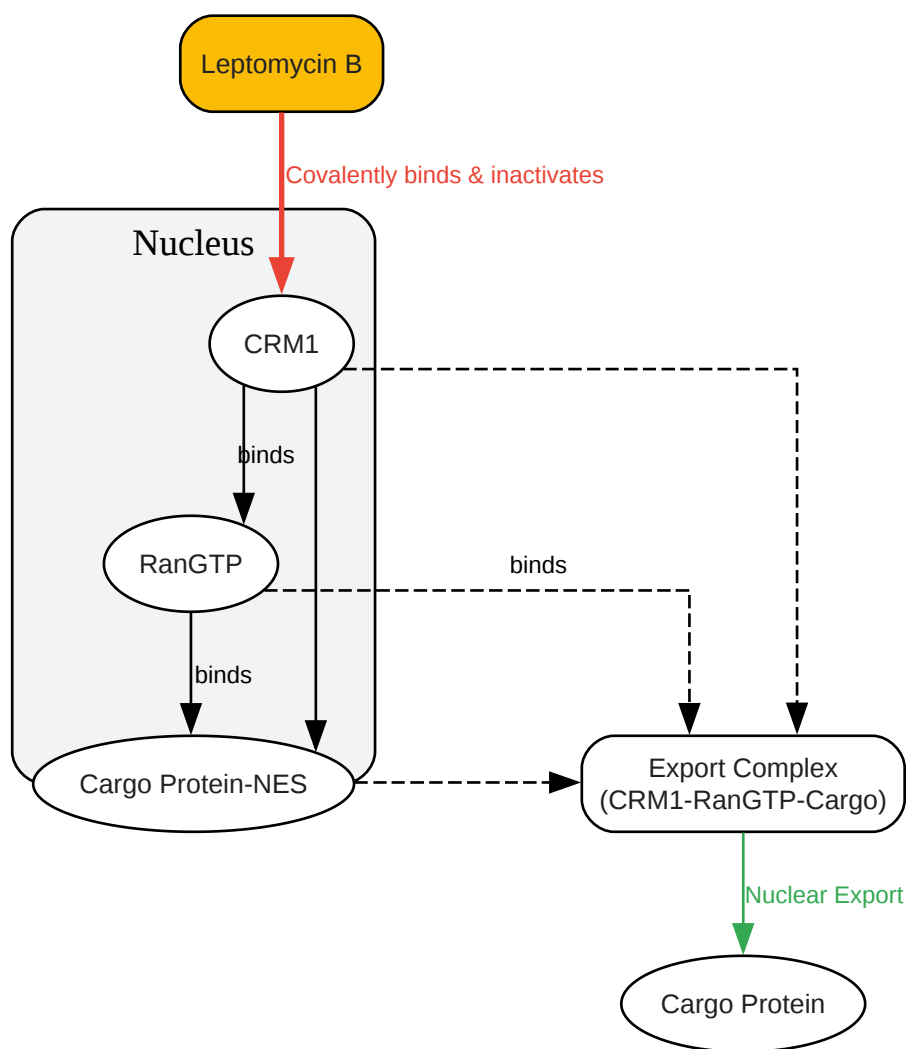 Leptomycin B
Covalently binds & inactivates
Nucleus
CRM1
binds
RanGTP
binds
binds
Cargo Protein-NES
Export Complex
(CRM1-RanGTP-Cargo)
Nuclear Export
Cargo Protein